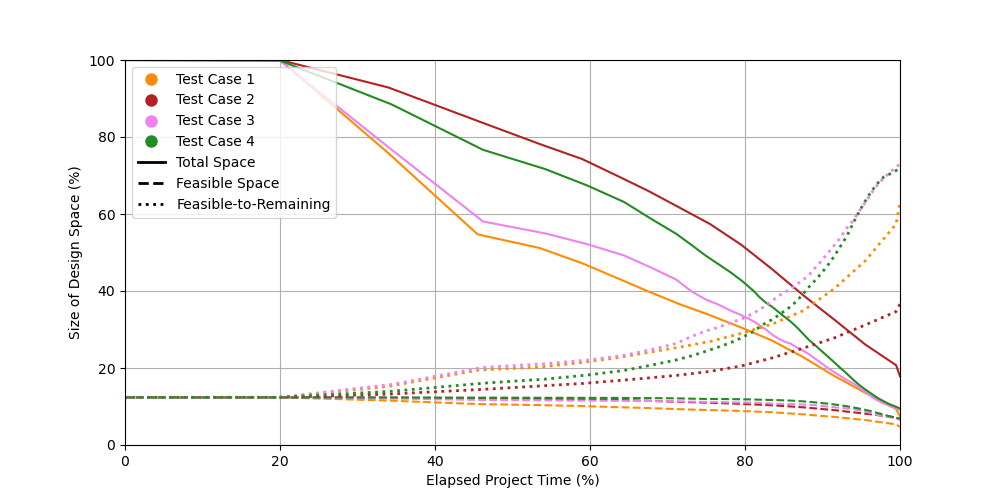 100
80
60
40
20
0
Size of Design Space (%)
Test Case 1
Test Case 2
Test Case 3
Test Case 4
Total Space
Feasible Space
Feasible-to-Remaining
0 20 40 60 80 100
Elapsed Project Time (%)